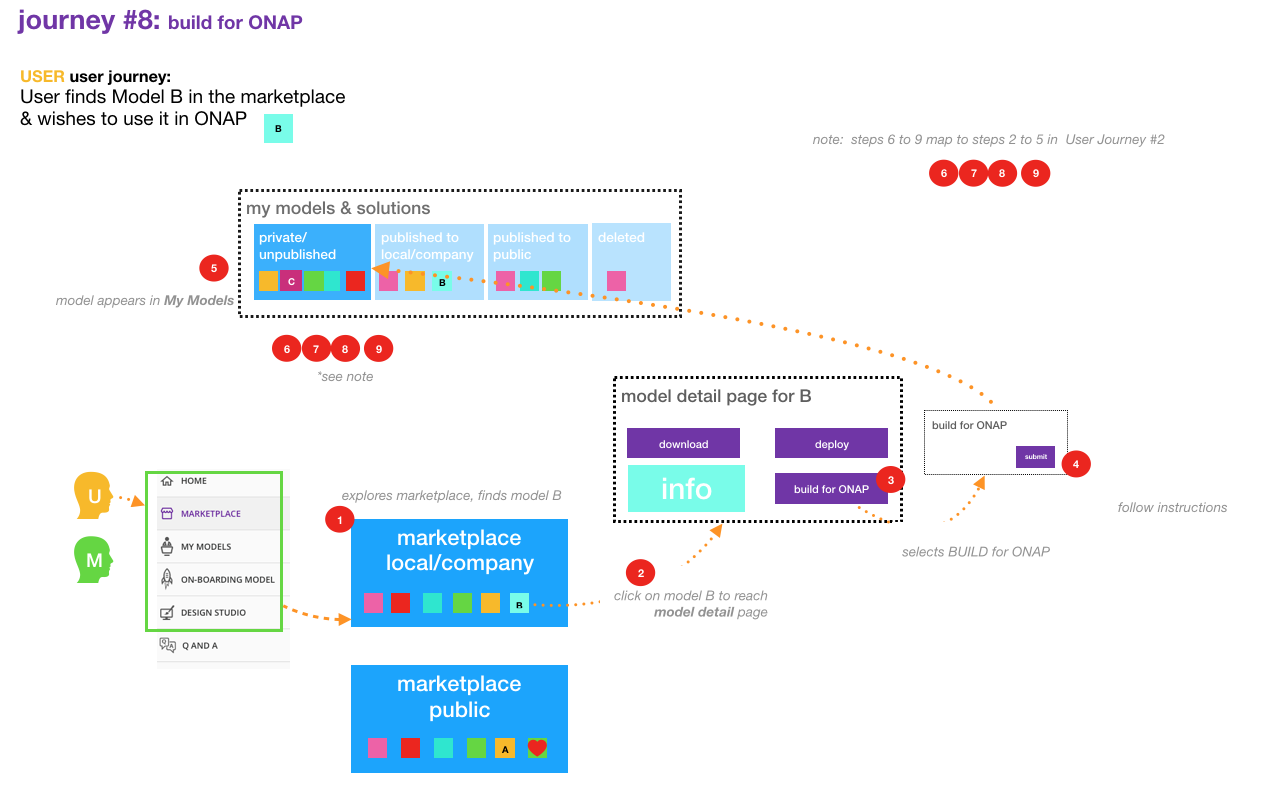 journey #8: build for ONAP
USER user journey:
User finds Model B in the marketplace
& wishes to use it in ONAP
B
note:  steps 6 to 9 map to steps 2 to 5 in  User Journey #2
6 7 8 9
my models & solutions
private/
unpublished
published to
local/company
published to
public
deleted
C
B
5
model appears in My Models
6 7 8 9
*see note
model detail page for B
download
deploy
info
build for ONAP
3
build for ONAP
submit
4
follow instructions
selects BUILD for ONAP
U
M
HOME
MARKETPLACE
MY MODELS
ON-BOARDING MODEL
DESIGN STUDIO
Q A
Q AND A
explores marketplace, finds model B
1
marketplace
local/company
B
2
click on model B to reach
model detail page
marketplace
public
A